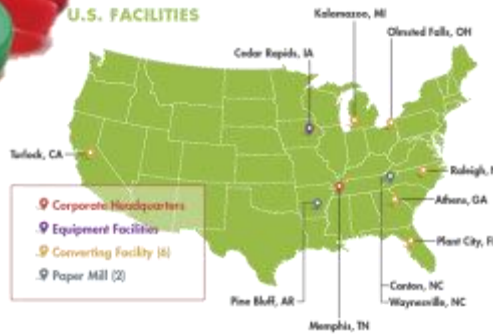 U.S. FACILITIES
Kalamazoo, MI
Olmsted Falls, OH
Cedar Rapids, IA
Turlock, CA
Raleigh,
Athens, GA
Plant City,
Corporate Headquarters
Equipment Facilities
Converting Facility (6)
Paper Mill (2)
Canton, NC
Waynesville, NC
Pine Bluff, AR
Memphis, TN